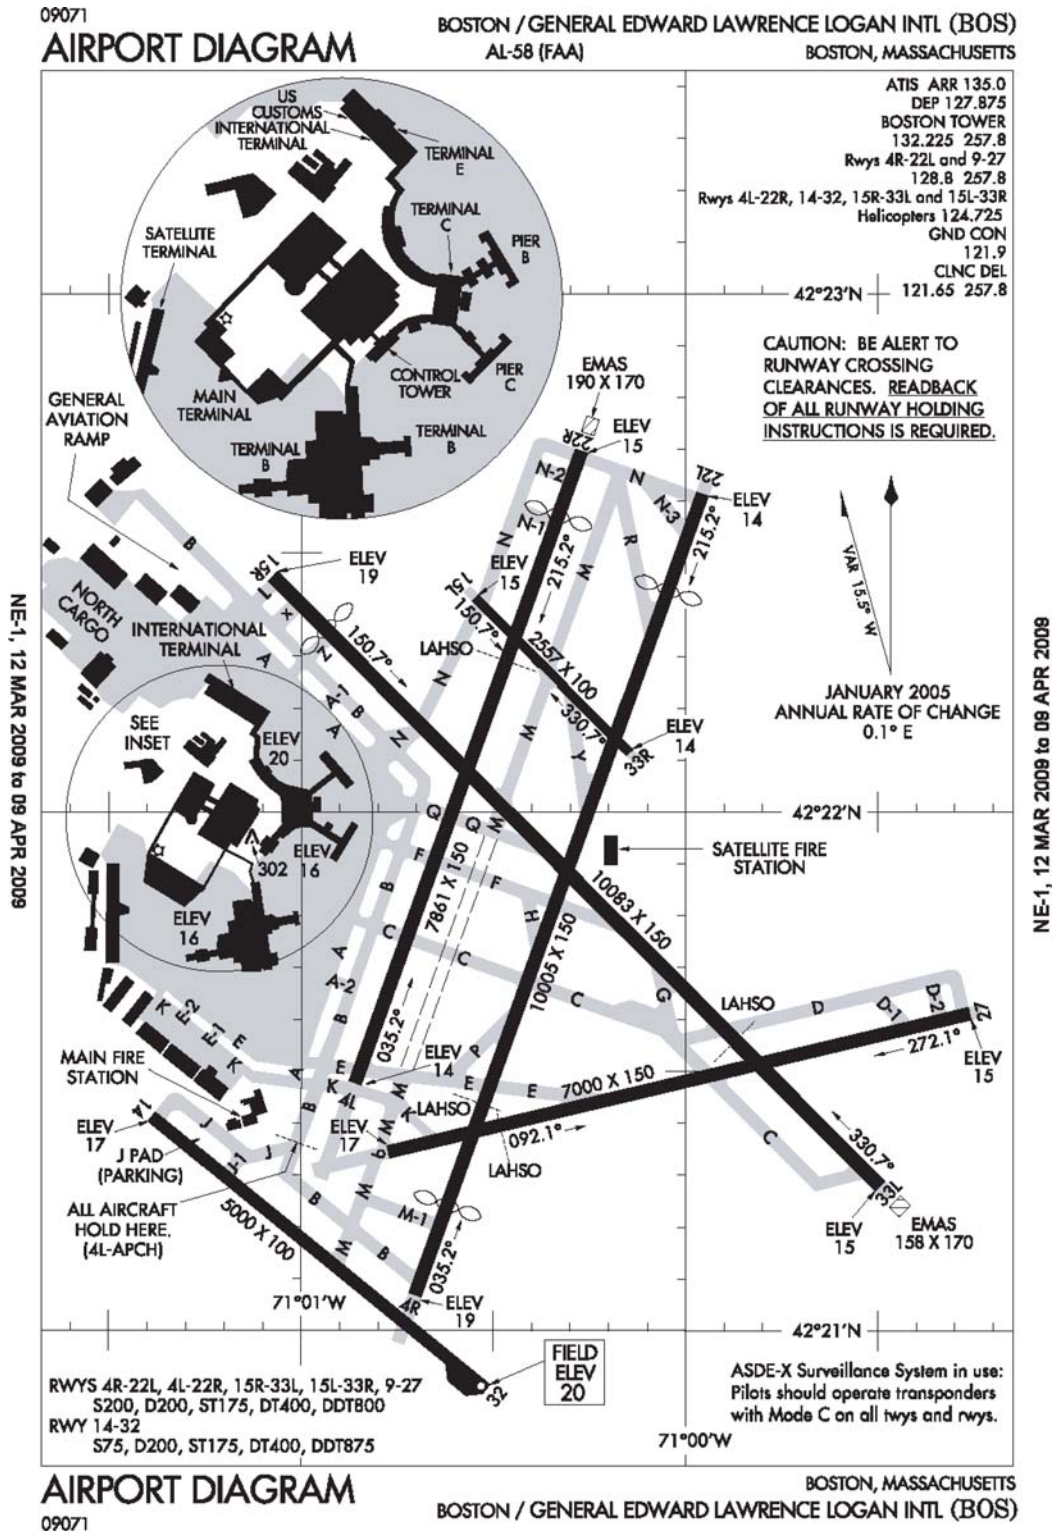 09071
AIRPORT DIAGRAM
BOSTON / GENERAL EDWARD LAWRENCE LOGAN INTL (BOS)
AL-58 (FAA)
BOSTON, MASSACHUSETTS
ATIS ARR 135.0
DEP 127.875
BOSTON TOWER
132.225 257.8
Rwys 4R-22L and 9-27
128.8 257.8
Rwys 4L-22R, 14-32, 15R-33L and 15L-33R
Helicopters 124.725
GND CON
121.9
CLNC DEL
121.65 257.8
US
CUSTOMS
INTERNATIONAL
TERMINAL
TERMINAL
E
TERMINAL
C
PIER
B
SATELLITE
TERMINAL
MAIN
TERMINAL
CONTROL
TOWER
PIER
C
TERMINAL
B
TERMINAL
B
42°23'N
CAUTION: BE ALERT TO
RUNWAY CROSSING
CLEARANCES. READBACK
OF ALL RUNWAY HOLDING
INSTRUCTIONS IS REQUIRED.
EMAS
190 X 170
GENERAL
AVIATION
RAMP
22R
ELEV
15
N-2
N
N-3
22L
ELEV
14
N-1
N
R
215.2°
215.2°
W
B
15R
ELEV
19
ELEV
15
15L
VAR 15.5° W
NORTH
CARGO
L
X
INTERNATIONAL
TERMINAL
N
150.7°
150.7°
LAHSO
2557 X 100
A
A-1
B
A
N
N
330.7°
M
Y
33R
ELEV
14
JANUARY 2005
ANNUAL RATE OF CHANGE
0.1° E
SEE
INSET
ELEV
20
42°22'N
Q
Q
M
F
F
SATELLITE FIRE
STATION
302
ELEV
16
ELEV
16
7861 X 150
10083 X 150
B
C
C
H
C
10005 X 150
G
A
A-2
B
LAHSO
D
D-1
D-2
27
272.1°
ELEV
15
K
E-2
E-1
E
K
MAIN FIRE
STATION
035.2°
ELEV
14
P
A
E
K
4L
M
E
E
7000 X 150
LAHSO
K
M
B
14
ELEV
17
ELEV
17
9
092.1°
LAHSO
C
330.7°
33L
J
J-1
J
J PAD
(PARKING)
ALL AIRCRAFT
HOLD HERE.
(4L-APCH)
M
B
M-1
M
B
5000 X 100
035.2°
ELEV
15
EMAS
158 X 170
71°01'W
4R
ELEV
19
42°21'N
FIELD
ELEV
20
32
RWYS 4R-22L, 4L-22R, 15R-33L, 15L-33R, 9-27
S200, D200, ST175, DT400, DDT800
RWY 14-32
S75, D200, ST175, DT400, DDT875
ASDE-X Surveillance System in use:
Pilots should operate transponders
with Mode C on all twys and rwys.
71°00'W
NE-1, 12 MAR 2009 to 09 APR 2009
NE-1, 12 MAR 2009 to 09 APR 2009
AIRPORT DIAGRAM
09071
BOSTON, MASSACHUSETTS
BOSTON / GENERAL EDWARD LAWRENCE LOGAN INTL (BOS)